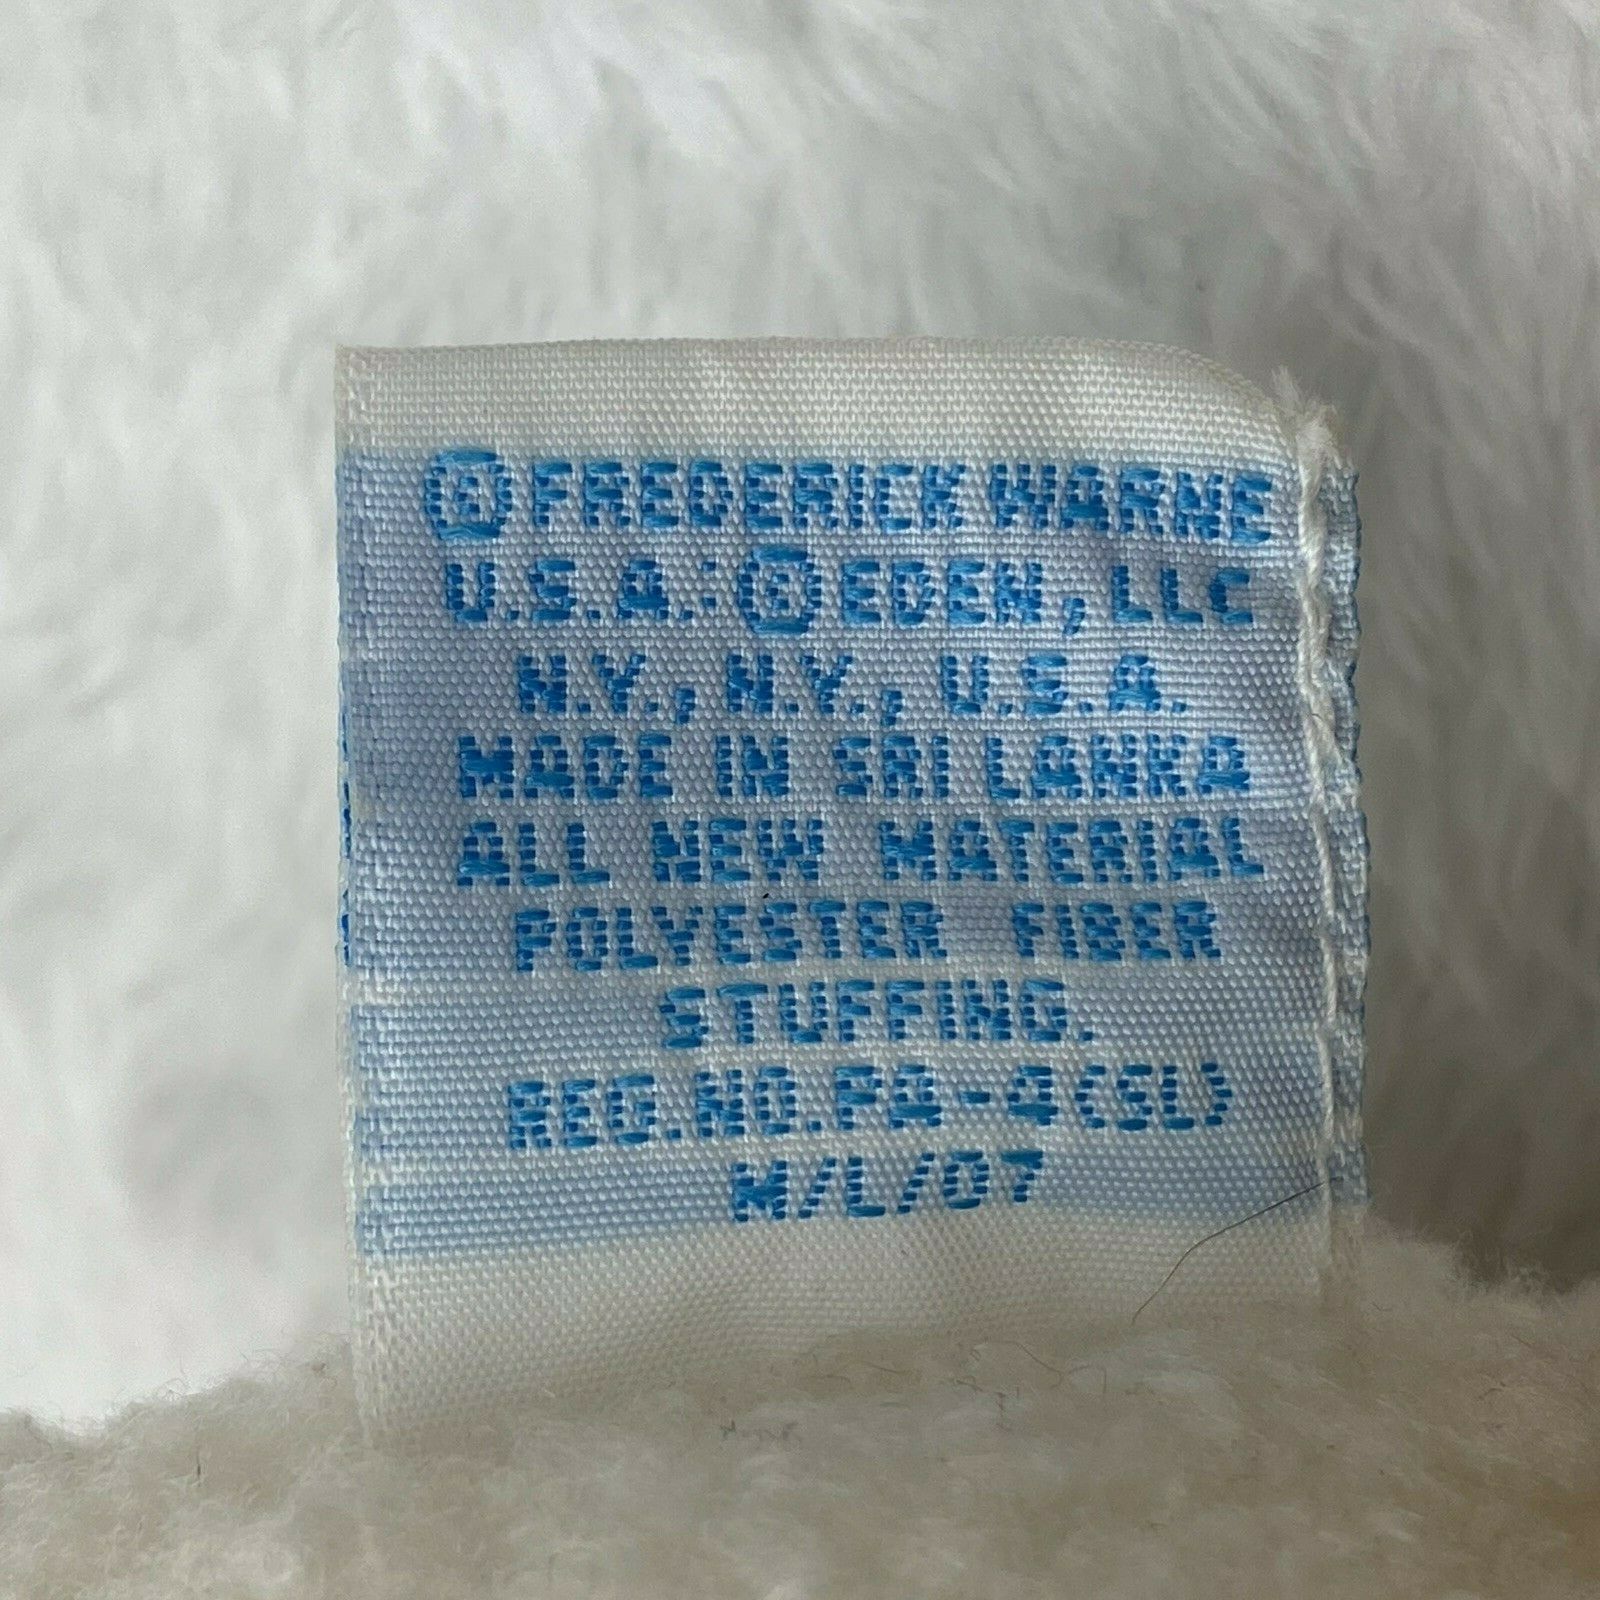 © FREDERICK WARNE
U.S.A.: © EDEN, LLC
N.Y., N.Y., U.S.A.
MADE IN SRI LANKA
ALL NEW MATERIAL
POLYESTER FIBER
STUFFING.
REG.NO.PA-4(SL)
M/L/07